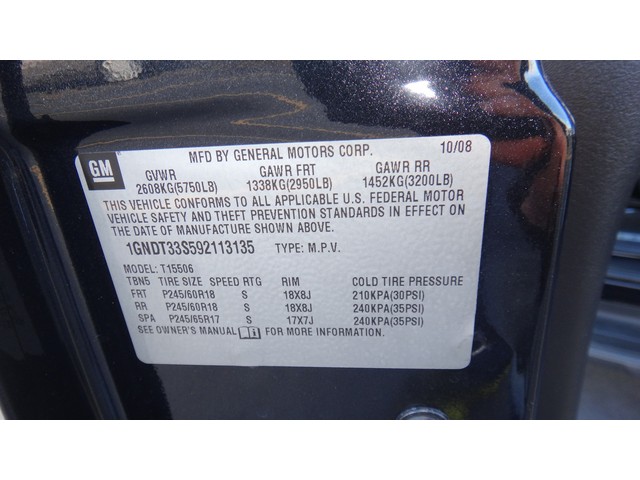 MFD BY GENERAL MOTORS CORP. 10/08
GM
GVWR GAWR FRT GAWR RR
2608KG(5750LB) 1338KG(2950LB) 1452KG(3200LB)
THIS VEHICLE CONFORMS TO ALL APPLICABLE U.S. FEDERAL MOTOR
VEHICLE SAFETY AND THEFT PREVENTION STANDARDS IN EFFECT ON
THE DATE OF MANUFACTURE SHOWN ABOVE.
1GNDT33S592113135 TYPE: M.P.V.
MODEL: T15506
TBN5 TIRE SIZE SPEED RTG RIM COLD TIRE PRESSURE
FRT P245/60R18 S 18X8J 210KPA(30PSI)
RR P245/60R18 S 18X8J 240KPA(35PSI)
SPA P245/65R17 S 17X7J 240KPA(35PSI)
SEE OWNER'S MANUAL FOR MORE INFORMATION.